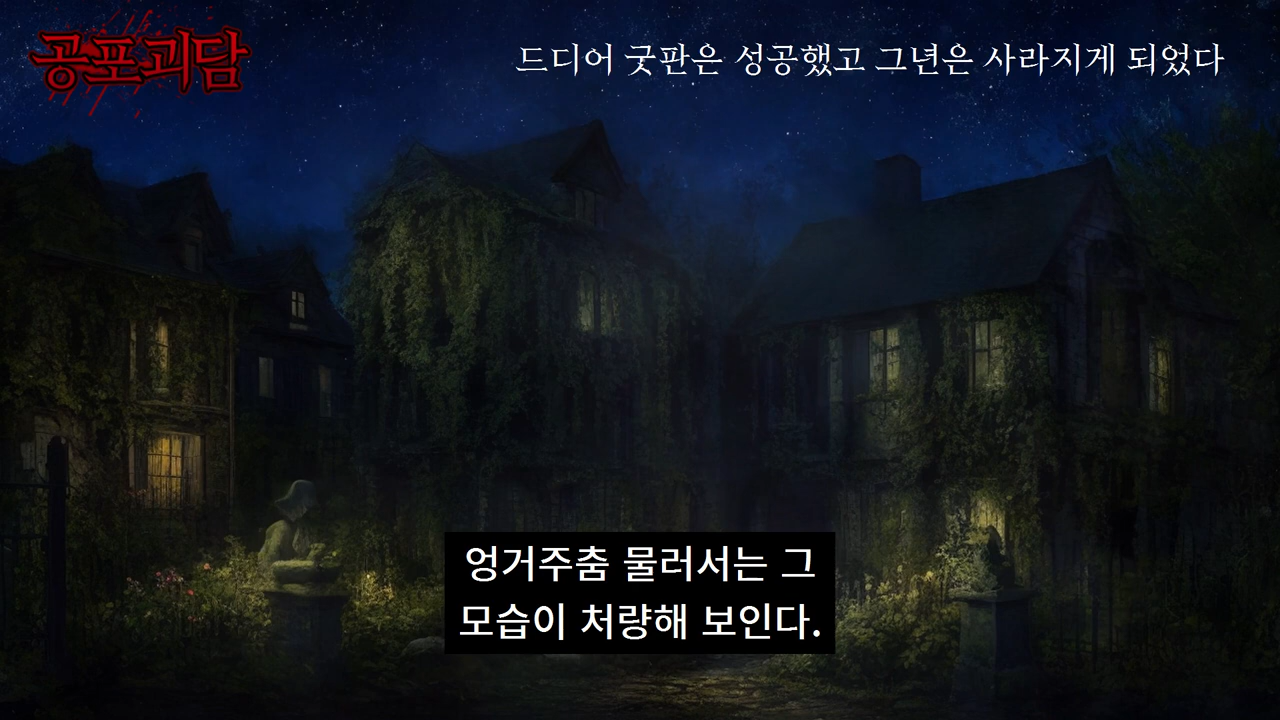 공포괴담
드디어 굿판은 성공했고 그년은 사라지게 되었다
엉거주춤 물러서는 그
모습이 처량해 보인다.